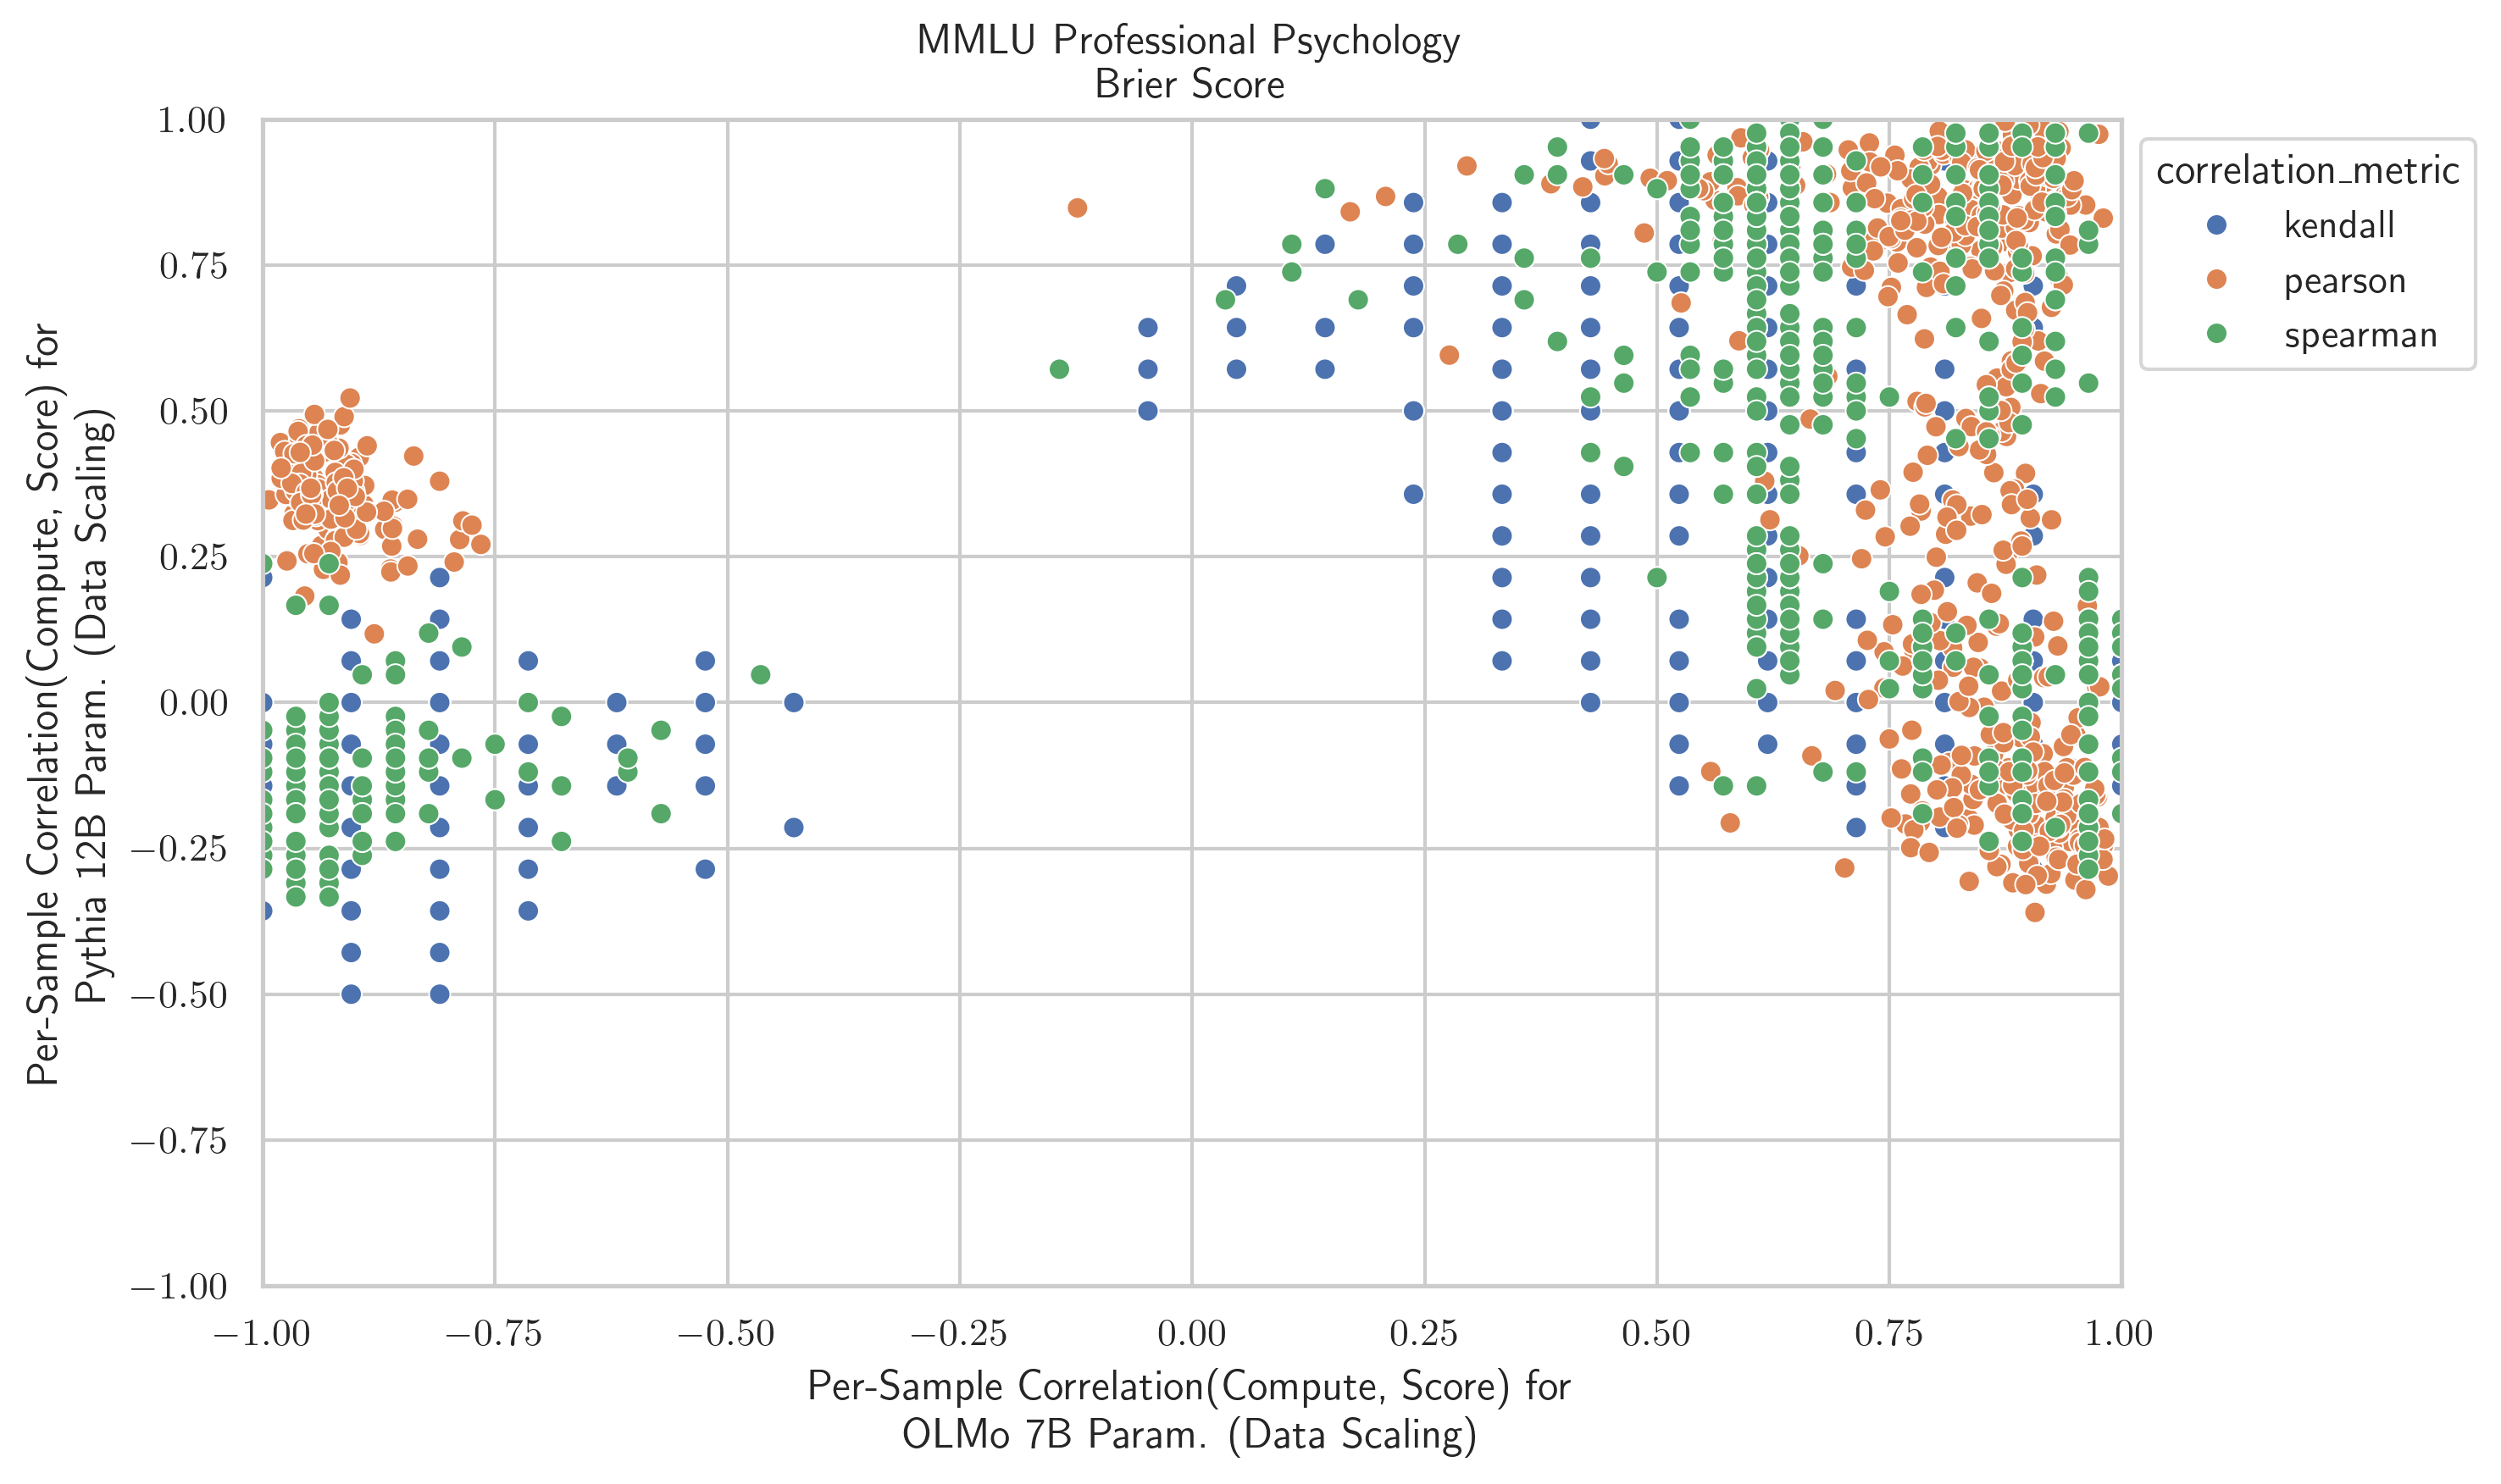 MMLU Professional Psychology
Brier Score
Per-Sample Correlation(Compute, Score) for
Pythia 12B Param. (Data Scaling)
1.00
0.75
0.50
0.25
0.00
−0.25
−0.50
−0.75
−1.00
−1.00 −0.75 −0.50 −0.25 0.00 0.25 0.50 0.75 1.00
Per-Sample Correlation(Compute, Score) for
OLMo 7B Param. (Data Scaling)
correlation_metric
kendall
pearson
spearman